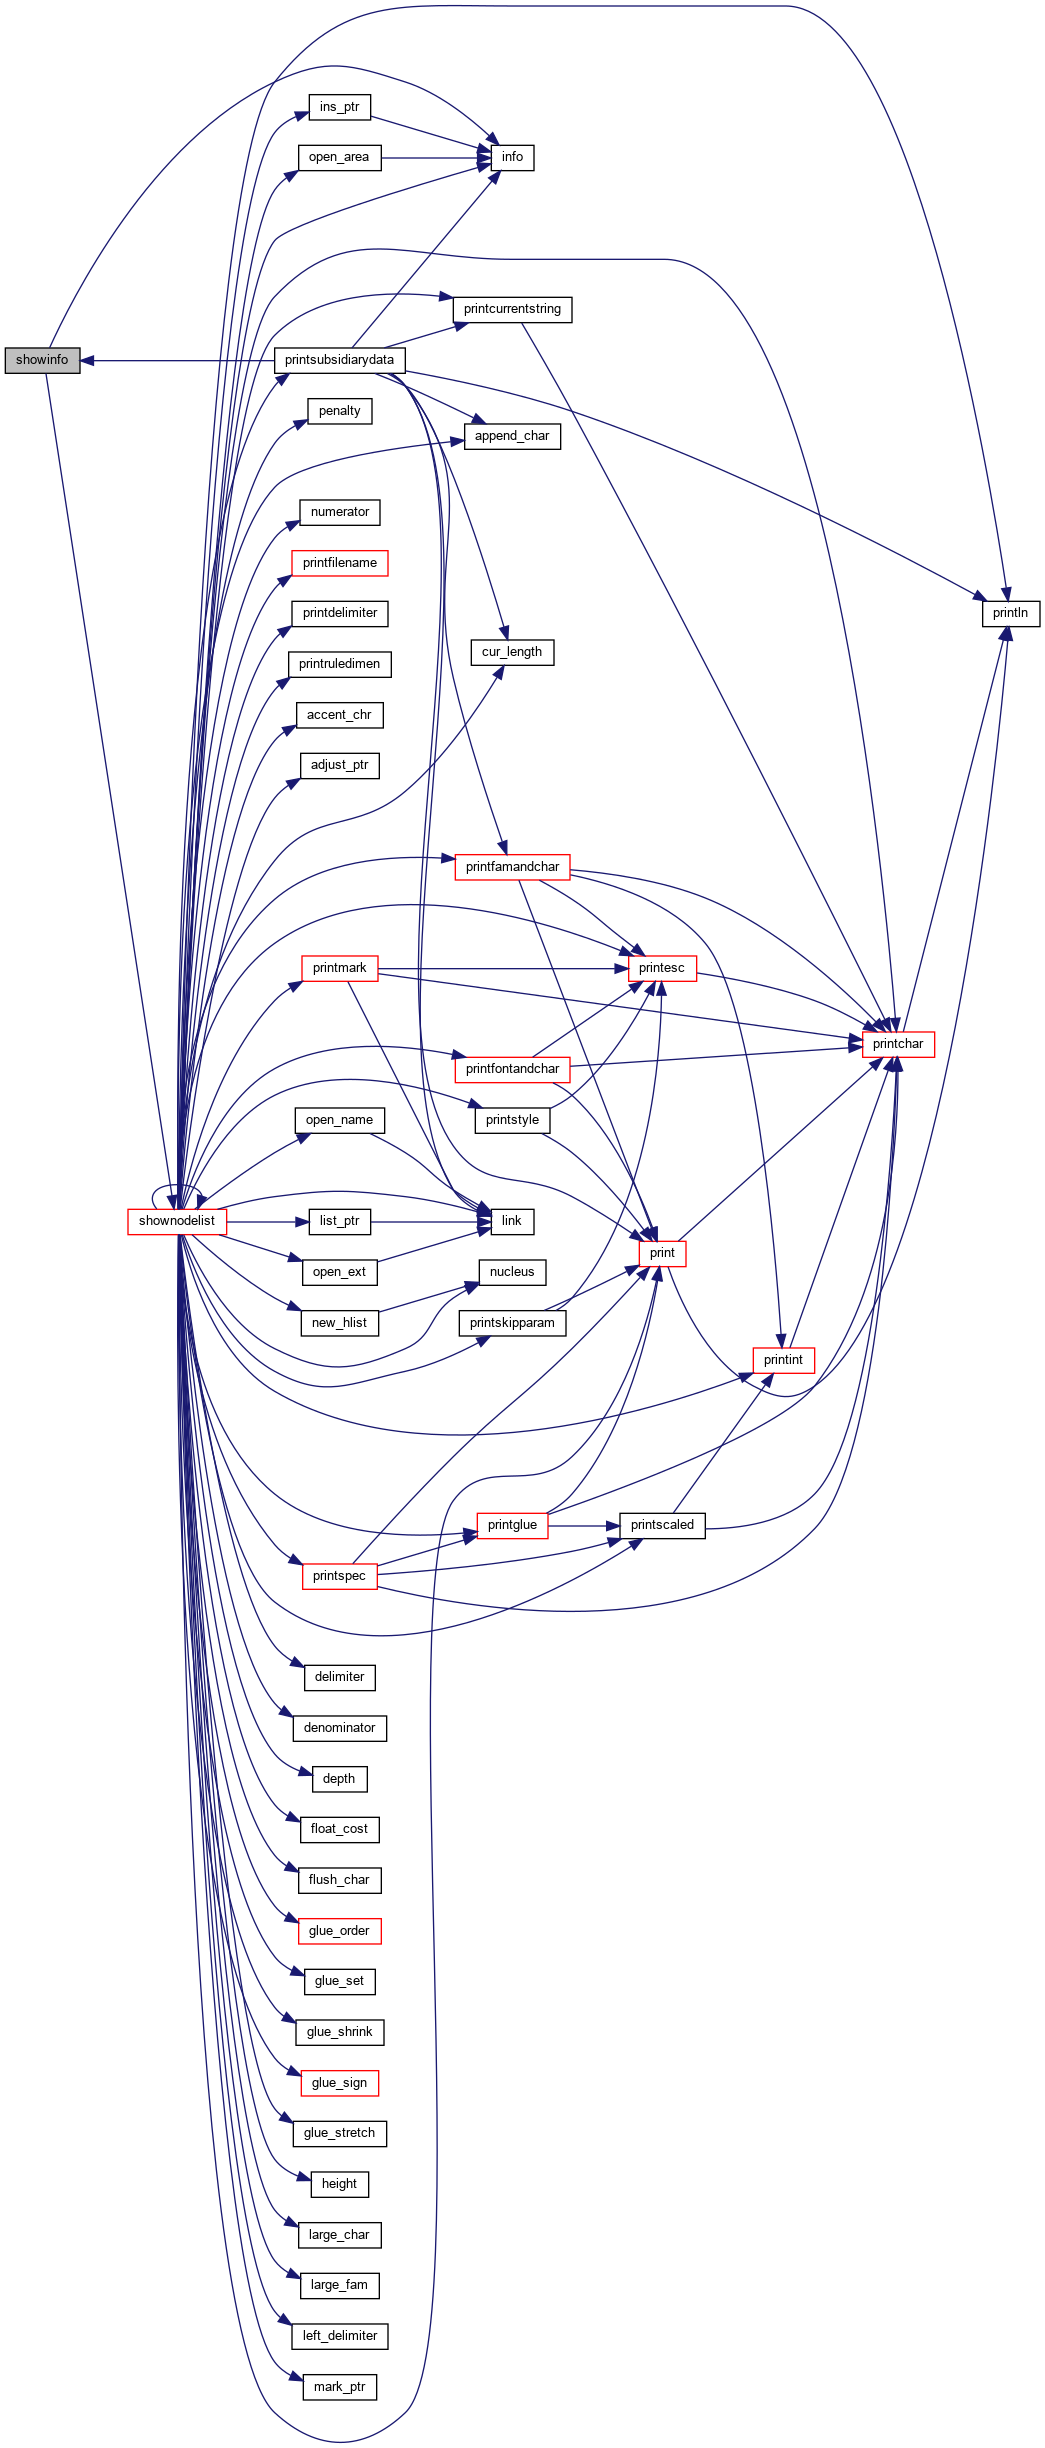 ins_ptr
info
open_area
printcurrentstring
showinfo
printsubsidiarydata
penalty
append_char
numerator
printfilename
printdelimiter
println
cur_length
printruledimen
accent_chr
adjust_ptr
printfamandchar
printmark
printesc
printchar
printfontandchar
open_name
printstyle
shownodelist
list_ptr
link
print
open_ext
nucleus
new_hlist
printskipparam
printint
printglue
printscaled
printspec
delimiter
denominator
depth
float_cost
flush_char
glue_order
glue_set
glue_shrink
glue_sign
glue_stretch
height
large_char
large_fam
left_delimiter
mark_ptr